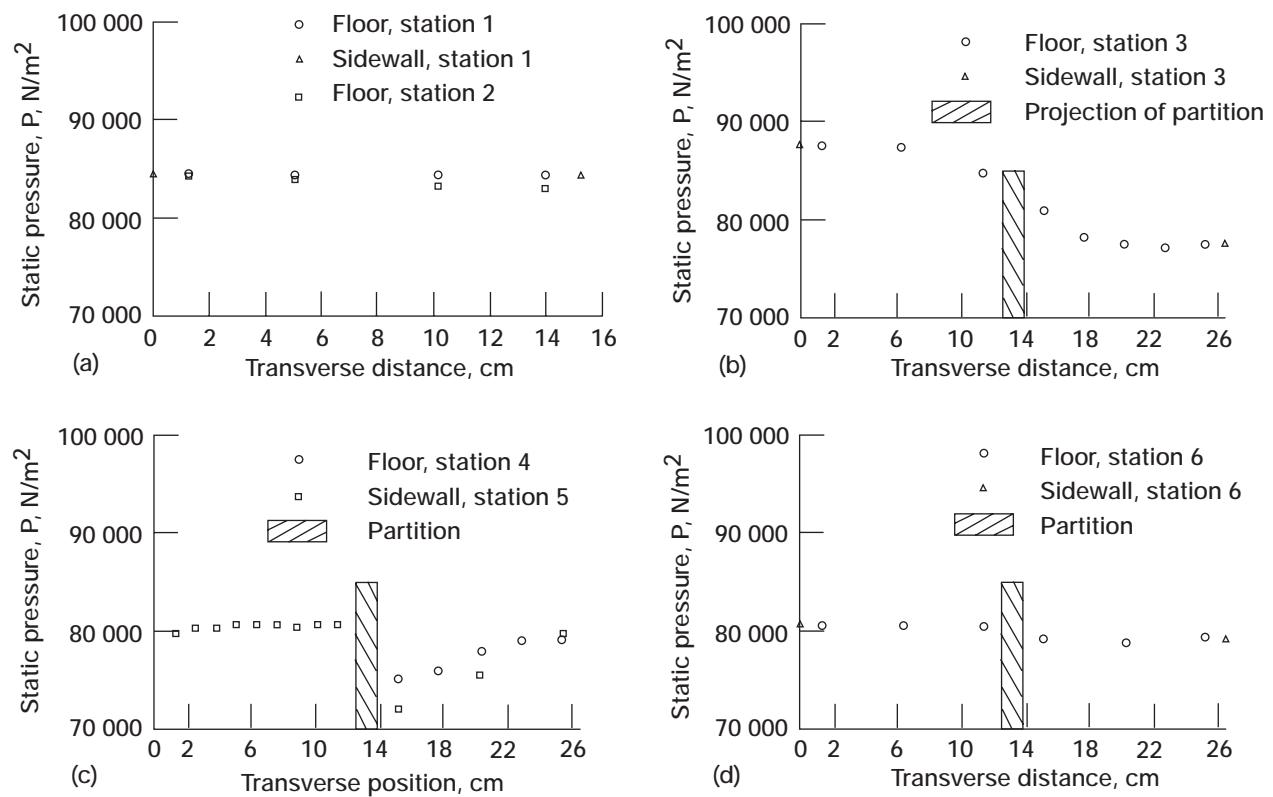 100 000
90 000
80 000
70 000
Static pressure, P, N/m2
Floor, station 1
Sidewall, station 1
Floor, station 2
0 2 4 6 8 10 12 14 16
(a)
Transverse distance, cm
100 000
90 000
80 000
70 000
Static pressure, P, N/m2
Floor, station 3
Sidewall, station 3
Projection of partition
0 2 6 10 14 18 22 26
(b)
Transverse distance, cm
100 000
90 000
80 000
70 000
Static pressure, P, N/m2
Floor, station 4
Sidewall, station 5
Partition
0 2 6 10 14 18 22 26
(c)
Transverse position, cm
100 000
90 000
80 000
70 000
Static pressure, P, N/m2
Floor, station 6
Sidewall, station 6
Partition
0 2 6 10 14 18 22 26
(d)
Transverse distance, cm